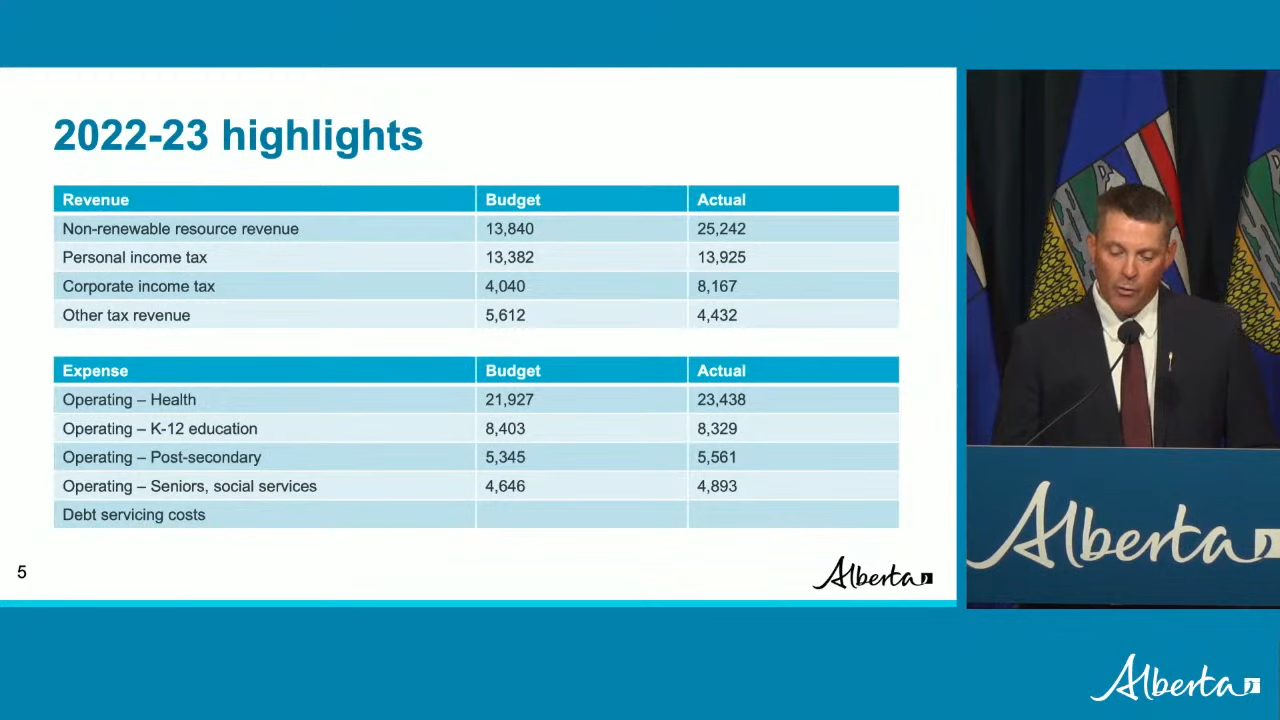 2022-23 highlights
Revenue Budget Actual
Non-renewable resource revenue 13,840 25,242
Personal income tax 13,382 13,925
Corporate income tax 4,040 8,167
Other tax revenue 5,612 4,432
Expense Budget Actual
Operating – Health 21,927 23,438
Operating – K-12 education 8,403 8,329
Operating – Post-secondary 5,345 5,561
Operating – Seniors, social services 4,646 4,893
Debt servicing costs
5
Alberta
Alberta
Alberta